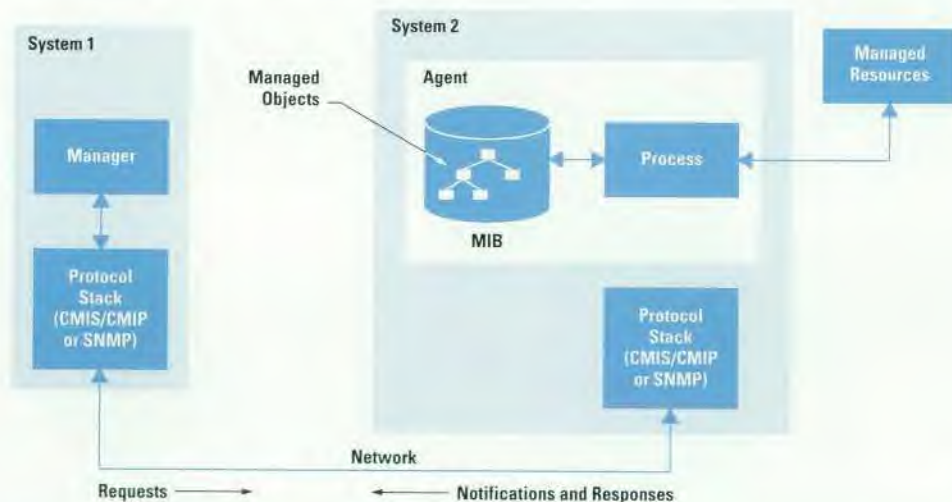 System 1
Manager
Protocol
Stack
(CMIS/CMIP
or SNMP)
System 2
Agent
Managed
Objects
MIB
Process
Managed
Resources
Protocol
Stack
(CMIS/CMIP
or SNMP)
Network
Requests
Notifications and Responses